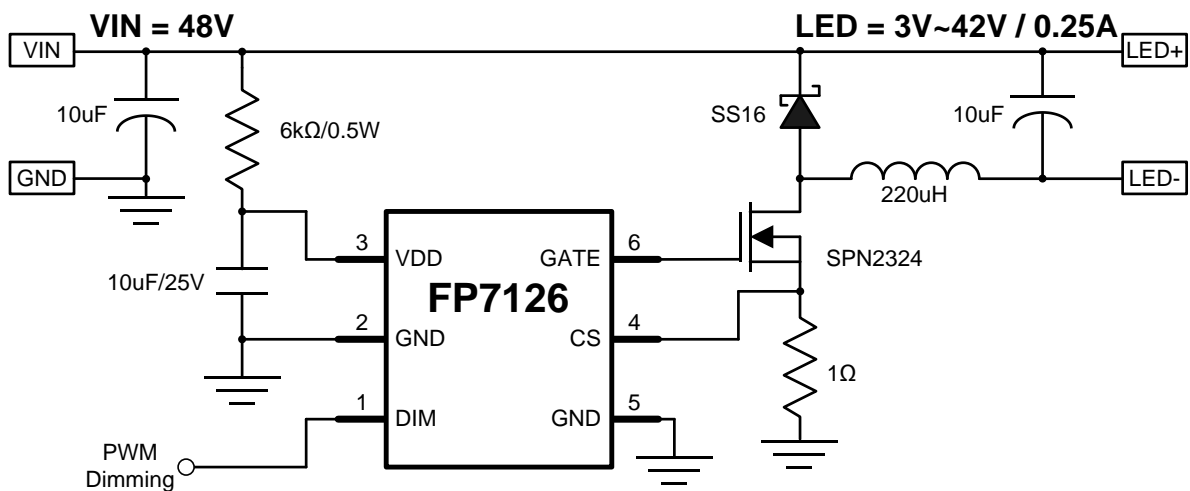 VIN = 48V
LED = 3V~42V / 0.25A
VIN
LED+
10uF
6kΩ/0.5W
SS16
10uF
GND
LED-
220uH
3
VDD
GATE
6
SPN2324
10uF/25V
FP7126
2
GND
CS
4
1Ω
1
DIM
GND
5
PWM
Dimming